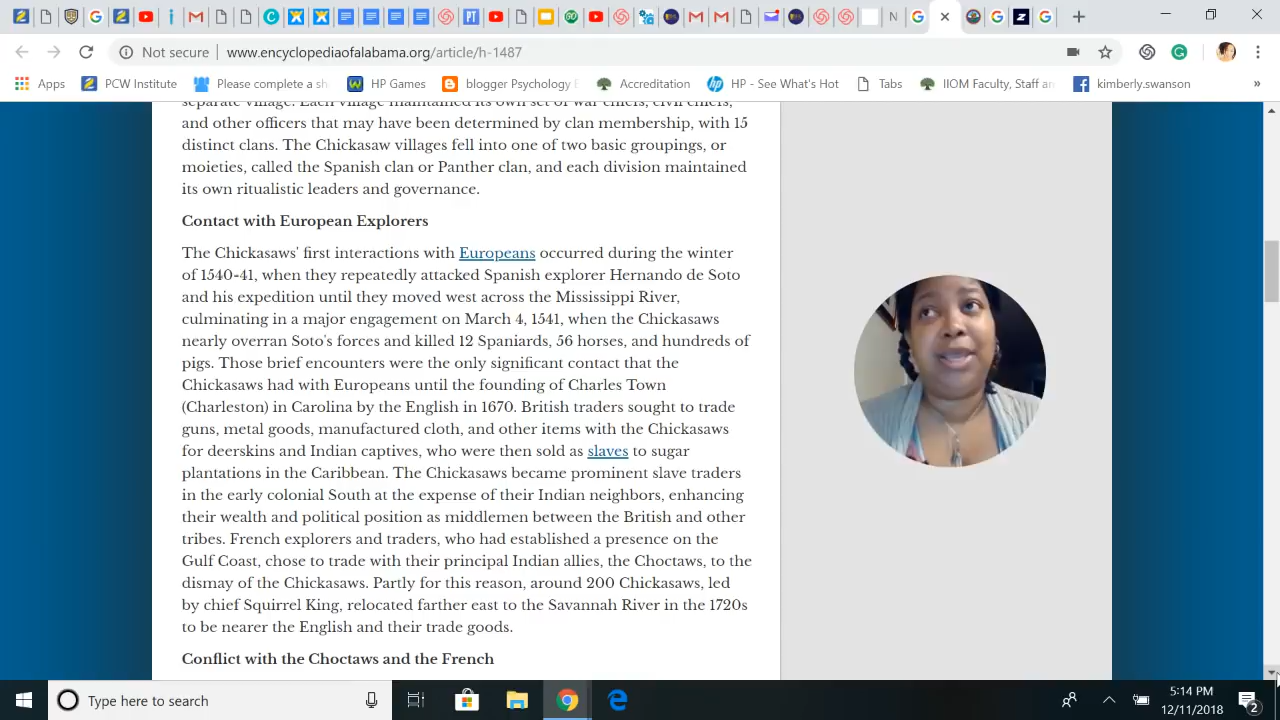 Not secure
www.encyclopediaofalabama.org/article/h-1487
Apps
PCW Institute
Please complete a sh
HP Games
blogger Psychology E
Accreditation
HP - See What's Hot
Tabs
IIOM Faculty, Staff an
kimberly.swanson
»
separate village. Each village maintained its own set of war chiefs, civil chiefs,
and other officers that may have been determined by clan membership, with 15
distinct clans. The Chickasaw villages fell into one of two basic groupings, or
moieties, called the Spanish clan or Panther clan, and each division maintained
its own ritualistic leaders and governance.
Contact with European Explorers
The Chickasaws' first interactions with Europeans occurred during the winter
of 1540-41, when they repeatedly attacked Spanish explorer Hernando de Soto
and his expedition until they moved west across the Mississippi River,
culminating in a major engagement on March 4, 1541, when the Chickasaws
nearly overran Soto's forces and killed 12 Spaniards, 56 horses, and hundreds of
pigs. Those brief encounters were the only significant contact that the
Chickasaws had with Europeans until the founding of Charles Town
(Charleston) in Carolina by the English in 1670. British traders sought to trade
guns, metal goods, manufactured cloth, and other items with the Chickasaws
for deerskins and Indian captives, who were then sold as slaves to sugar
plantations in the Caribbean. The Chickasaws became prominent slave traders
in the early colonial South at the expense of their Indian neighbors, enhancing
their wealth and political position as middlemen between the British and other
tribes. French explorers and traders, who had established a presence on the
Gulf Coast, chose to trade with their principal Indian allies, the Choctaws, to the
dismay of the Chickasaws. Partly for this reason, around 200 Chickasaws, led
by chief Squirrel King, relocated farther east to the Savannah River in the 1720s
to be nearer the English and their trade goods.
Conflict with the Choctaws and the French
Type here to search
5:14 PM
12/11/2018
2